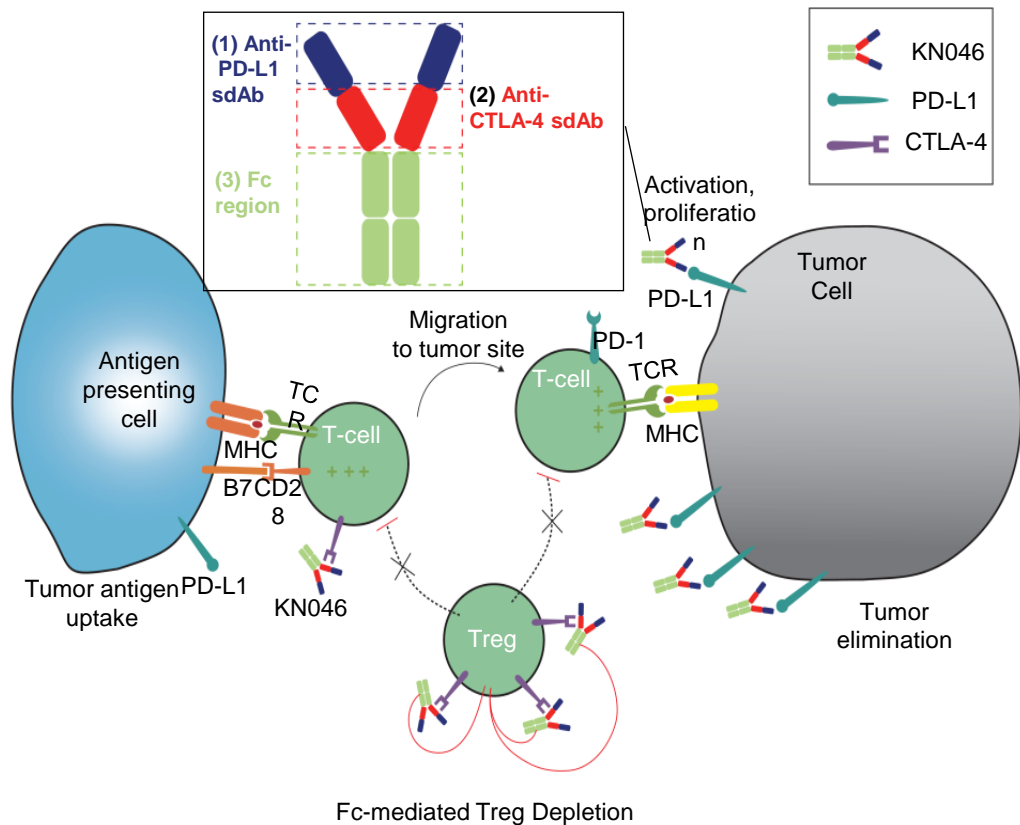 (1) Anti-
PD-L1
sdAb
(2) Anti-
CTLA-4 sdAb
(3) Fc
region
KN046
PD-L1
CTLA-4
Activation,
proliferatio
n
PD-L1
Tumor
Cell
Migration
to tumor site
PD-1
T-cell
TCR
MHC
+
+
+
Antigen
presenting
cell
TC
R
MHC
T-cell
+ + +
B7
CD2
8
PD-L1
Tumor antigen
uptake
KN046
Treg
Tumor
elimination
Fc-mediated Treg Depletion